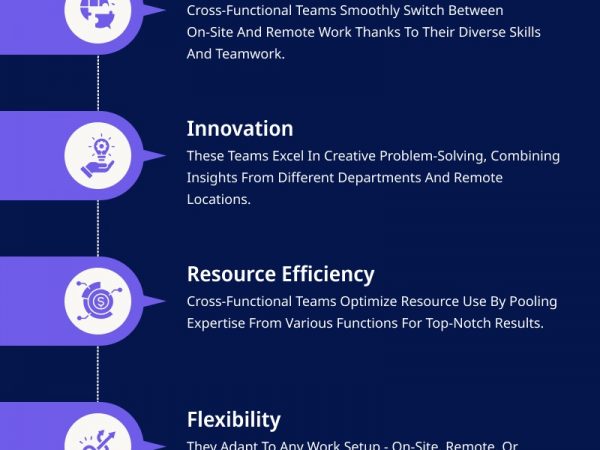 Cross-Functional Teams Smoothly Switch Between
On-Site And Remote Work Thanks To Their Diverse Skills
And Teamwork.
Innovation
These Teams Excel In Creative Problem-Solving, Combining
Insights From Different Departments And Remote
Locations.
Resource Efficiency
Cross-Functional Teams Optimize Resource Use By Pooling
Expertise From Various Functions For Top-Notch Results.
Flexibility
They Adapt To Any Work Setup - On-Site, Remote, Or